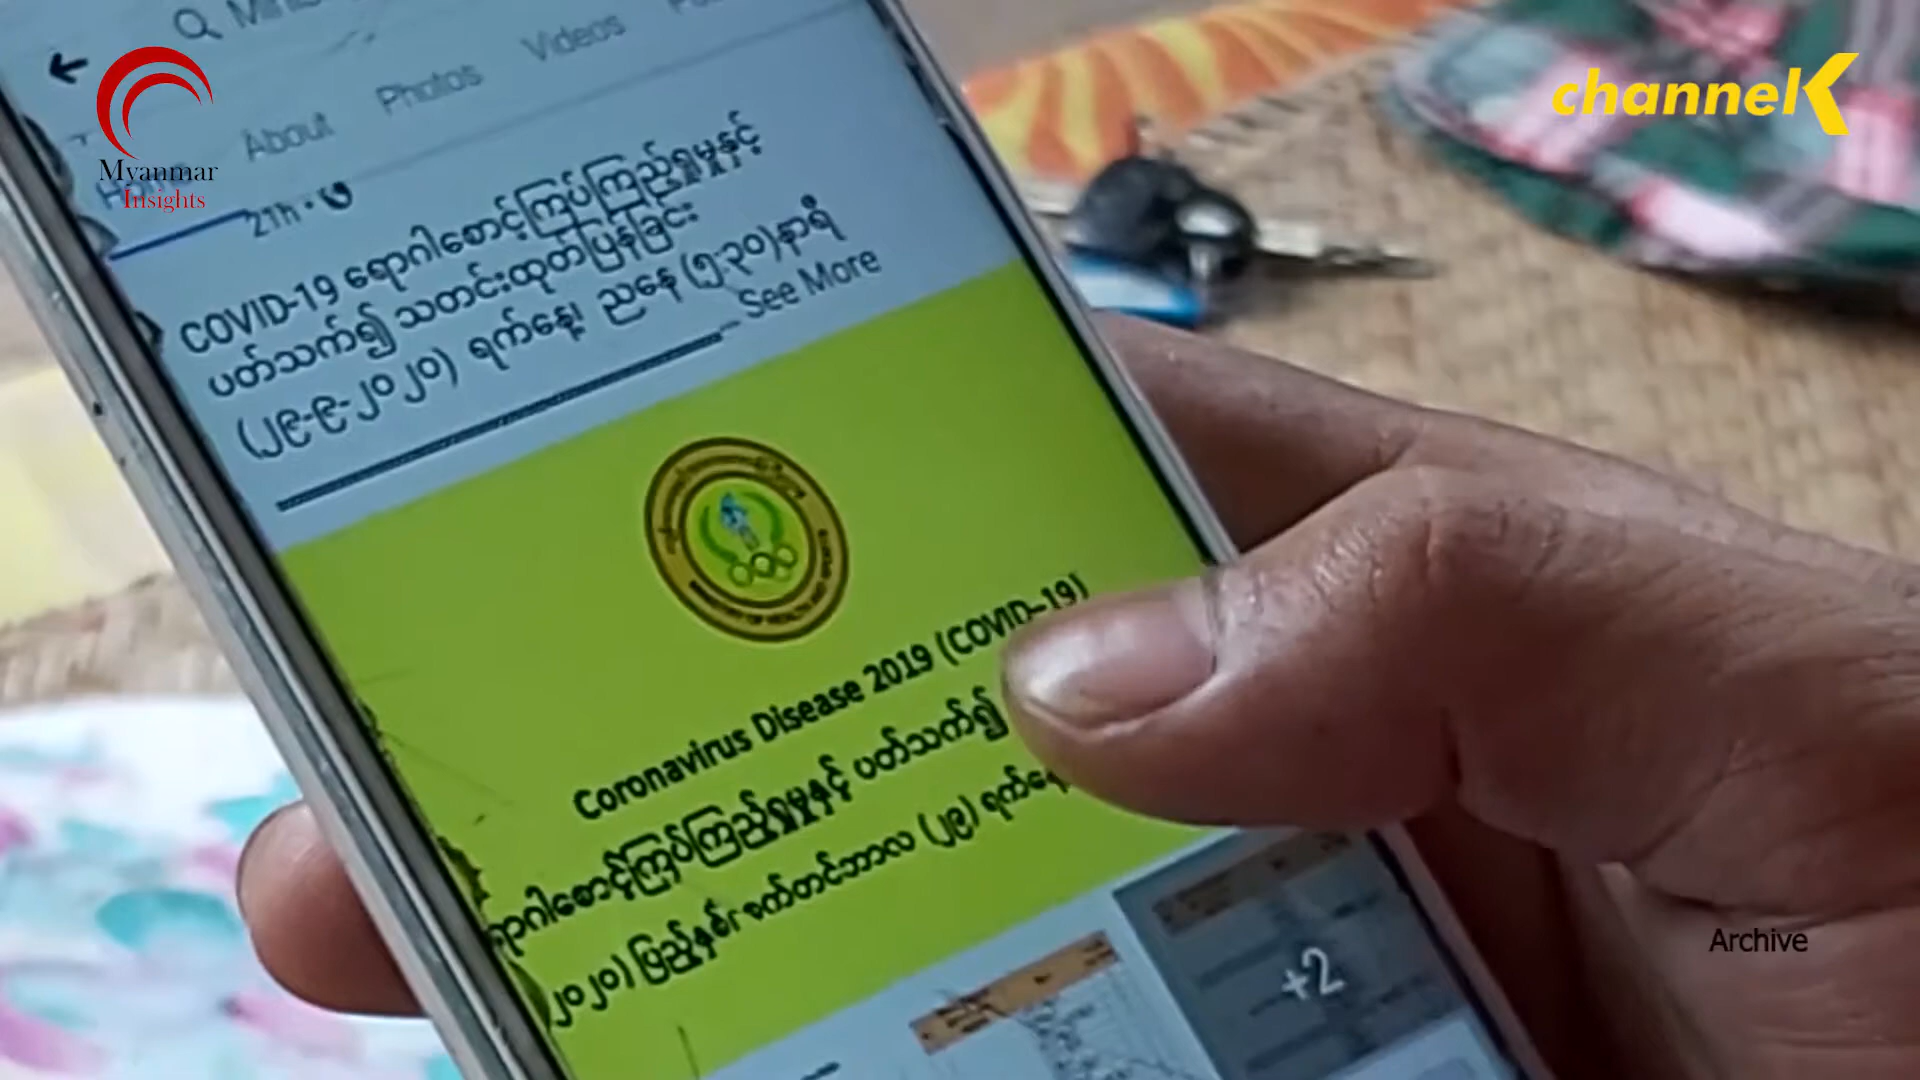 Myanmar
Insights
channelK
About
Photos
Videos
Home
21h
COVID-19 ရောဂါစောင့်ကြပ်ကြည့်ရှုမှုနှင့်
ပတ်သက်၍ သတင်းထုတ်ပြန်ခြင်း
(၂၉-၉-၂၀၂၀) ရက်နေ့၊ ညနေ (၅:၃၀)နာရီ
See More
Coronavirus Disease 2019 (COVID-19)
ရောဂါစောင့်ကြပ်ကြည့်ရှုမှုနှင့် ပတ်သက်၍
၂၀၂၀) ပြည့်နှစ်၊ စက်တင်ဘာလ (၂၉)
+2
Archive